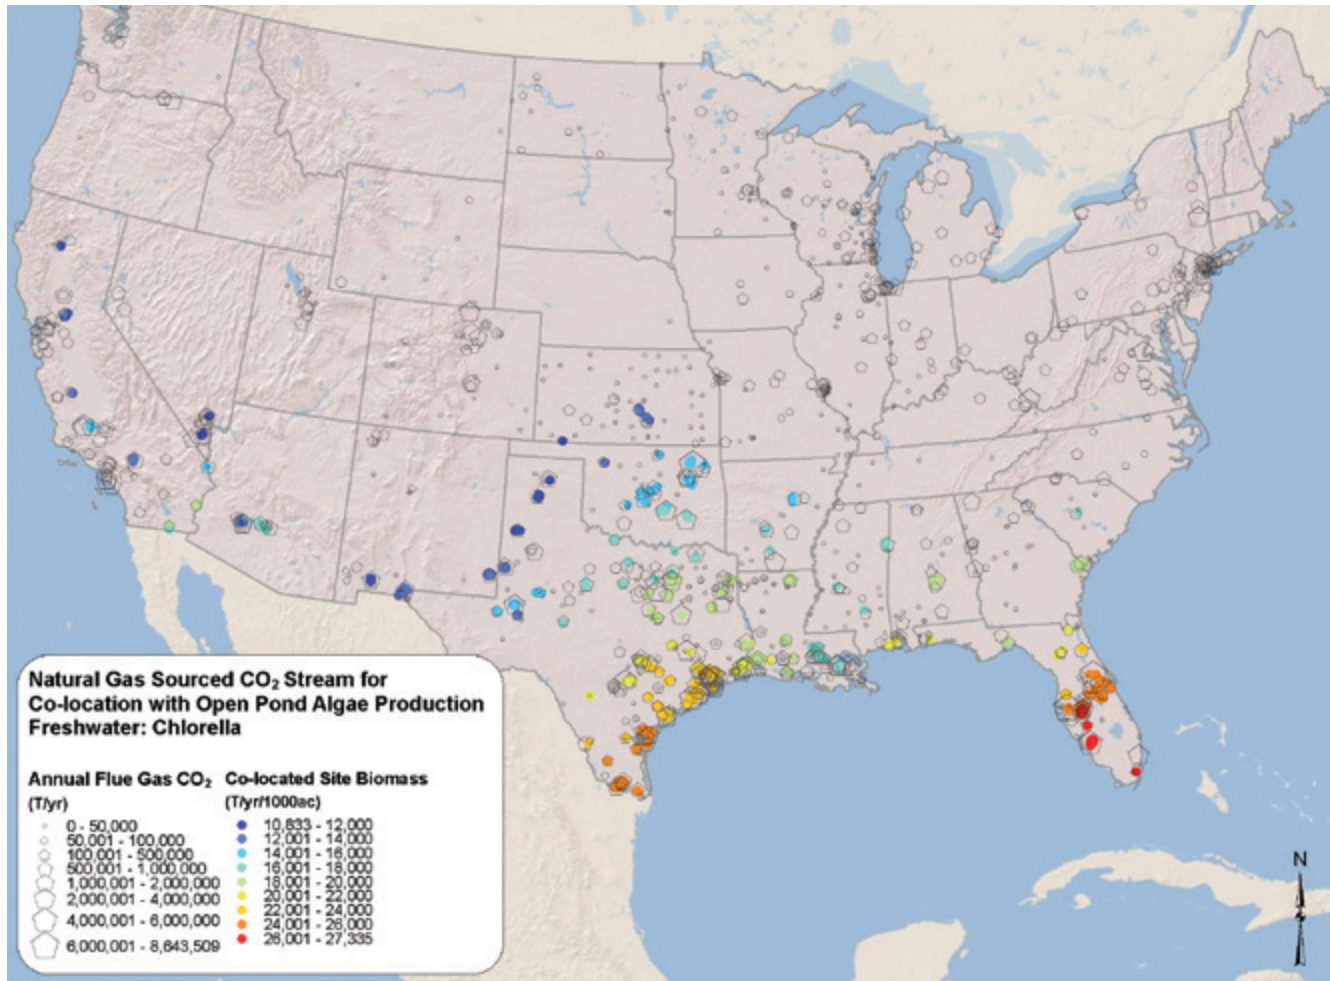 Natural Gas Sourced CO₂ Stream for
Co-location with Open Pond Algae Production
Freshwater: Chlorella
Annual Flue Gas CO₂
(T/yr)
0 - 50,000
50,001 - 100,000
100,001 - 500,000
500,001 - 1,000,000
1,000,001 - 2,000,000
2,000,001 - 4,000,000
4,000,001 - 6,000,000
6,000,001 - 8,643,509
Co-located Site Biomass
(T/yr/1000ac)
10,833 - 12,000
12,001 - 14,000
14,001 - 16,000
16,001 - 18,000
18,001 - 20,000
20,001 - 22,000
22,001 - 24,000
24,001 - 26,000
26,001 - 27,335
N